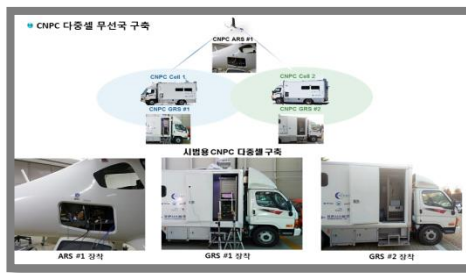 CNPC 다중셀 무선국 구축
CNPC ARS #1
CNPC Cell 1
CNPC Cell 2
CNPC GRS #1
CNPC GRS #2
시범용 CNPC 다중셀 구축
ARS #1 장착
GRS #1 장착
GRS #2 장착